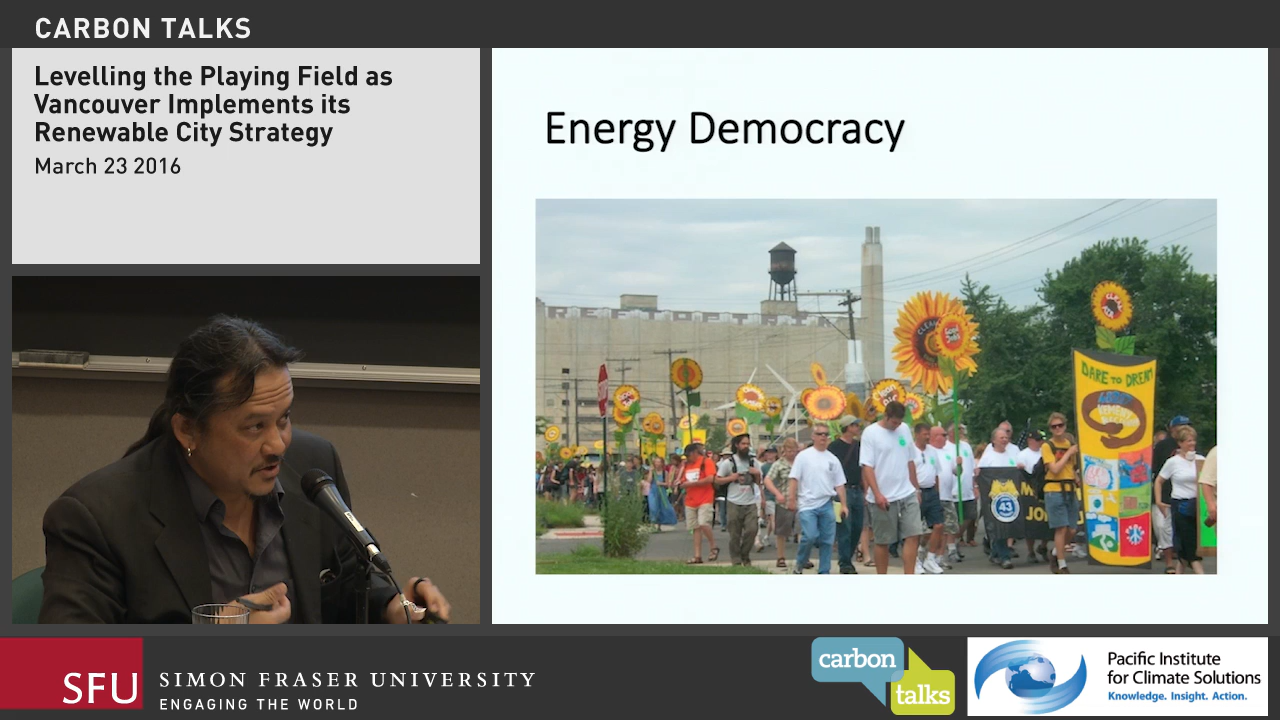 CARBON TALKS
Levelling the Playing Field as
Vancouver Implements its
Renewable City Strategy
March 23 2016
Energy Democracy
CLEAN
DARE TO DREAM
43
SFU
SIMON FRASER UNIVERSITY
ENGAGING THE WORLD
carbon
talks
Pacific Institute
for Climate Solutions
Knowledge. Insight. Action.